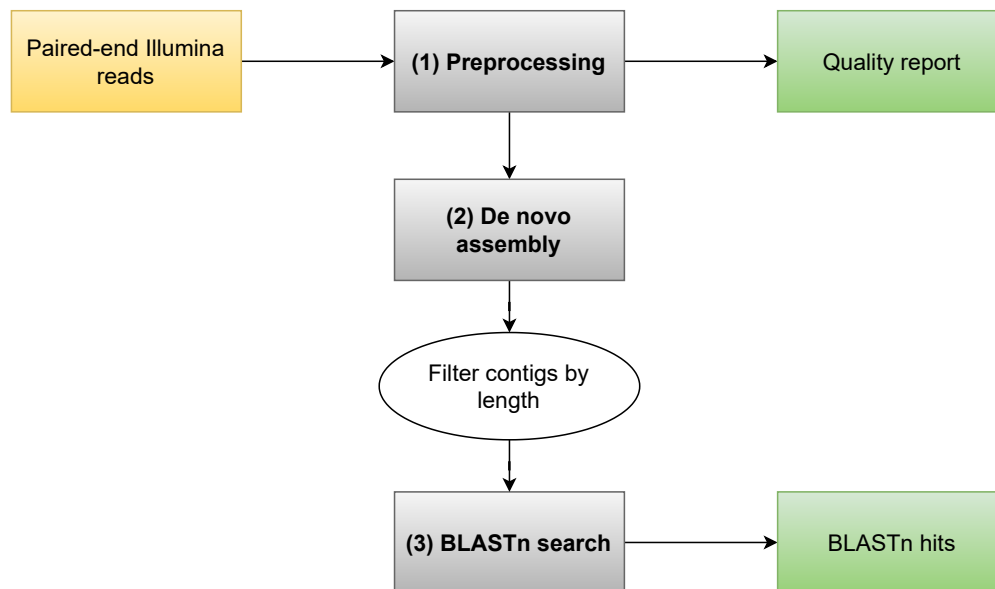 Paired-end Illumina
reads
(1) Preprocessing
Quality report
(2) De novo
assembly
Filter contigs by
length
(3) BLASTn search
BLASTn hits